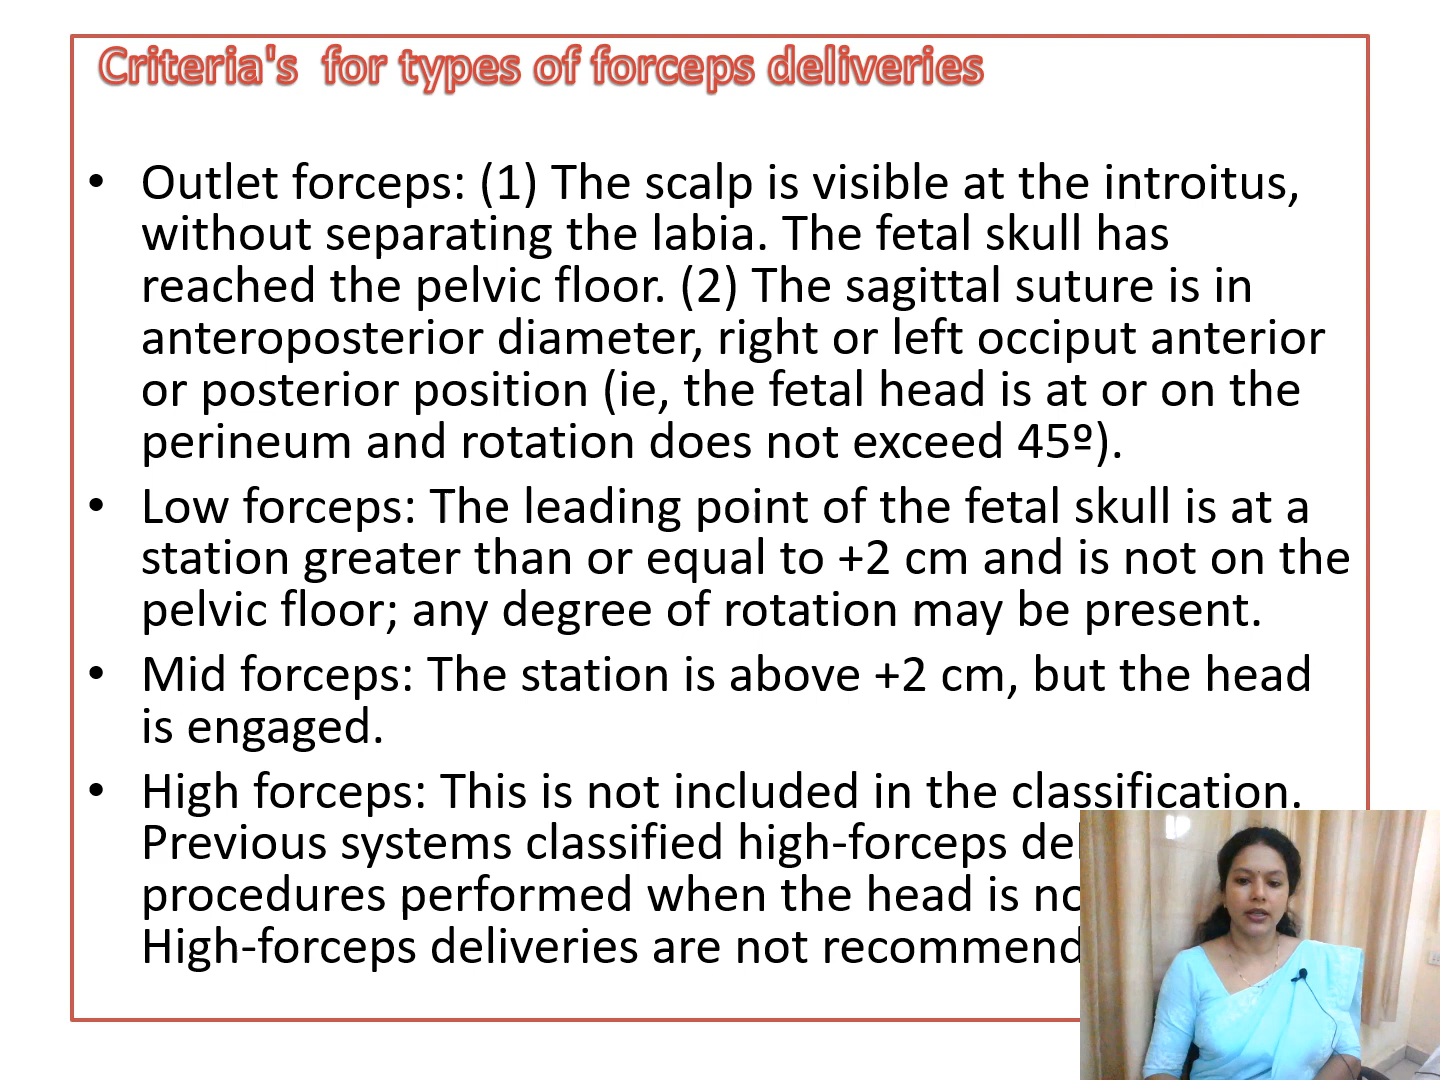 Criteria's for types of forceps deliveries
• Outlet forceps: (1) The scalp is visible at the introitus,
without separating the labia. The fetal skull has
reached the pelvic floor. (2) The sagittal suture is in
anteroposterior diameter, right or left occiput anterior
or posterior position (ie, the fetal head is at or on the
perineum and rotation does not exceed 45º).
• Low forceps: The leading point of the fetal skull is at a
station greater than or equal to +2 cm and is not on the
pelvic floor; any degree of rotation may be present.
• Mid forceps: The station is above +2 cm, but the head
is engaged.
• High forceps: This is not included in the classification.
Previous systems classified high-forceps
procedures performed when the head is
High-forceps deliveries are not